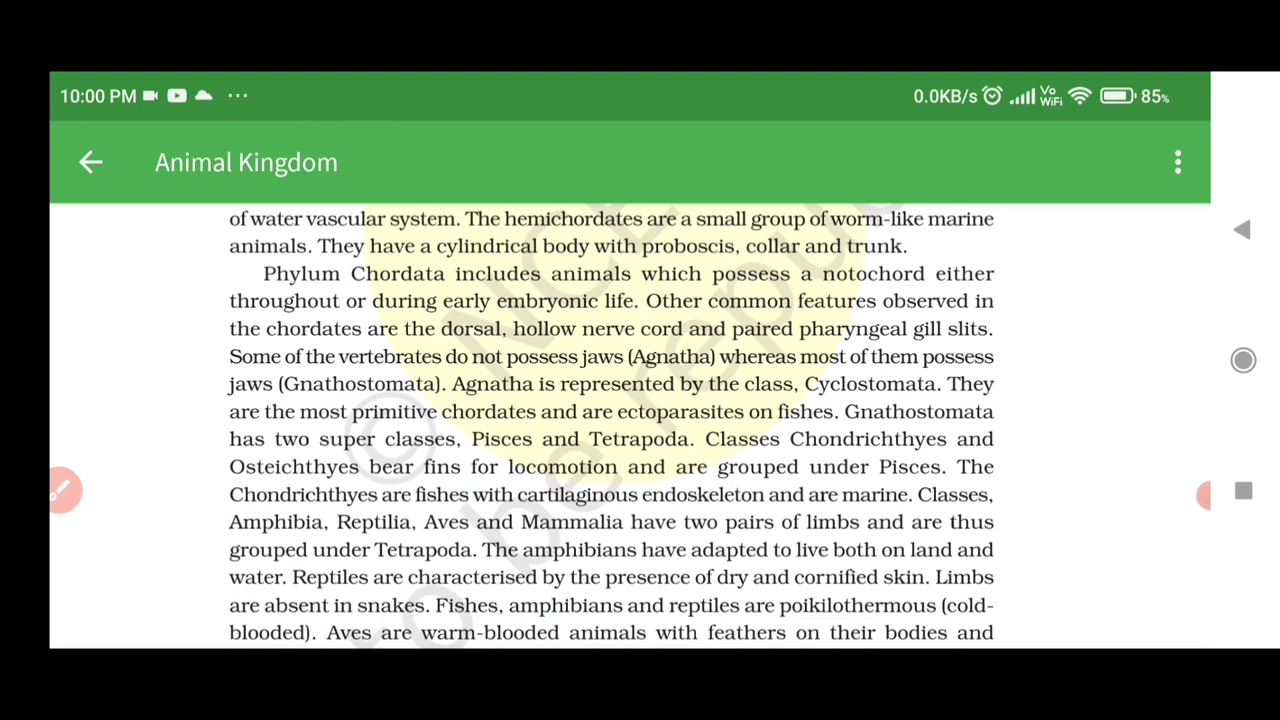 10:00 PM ... 0.0KB/s Vo WiFi 85%
Animal Kingdom
of water vascular system. The hemichordates are a small group of worm-like marine
animals. They have a cylindrical body with proboscis, collar and trunk.
Phylum Chordata includes animals which possess a notochord either
throughout or during early embryonic life. Other common features observed in
the chordates are the dorsal, hollow nerve cord and paired pharyngeal gill slits.
Some of the vertebrates do not possess jaws (Agnatha) whereas most of them possess
jaws (Gnathostomata). Agnatha is represented by the class, Cyclostomata. They
are the most primitive chordates and are ectoparasites on fishes. Gnathostomata
has two super classes, Pisces and Tetrapoda. Classes Chondrichthyes and
Osteichthyes bear fins for locomotion and are grouped under Pisces. The
Chondrichthyes are fishes with cartilaginous endoskeleton and are marine. Classes,
Amphibia, Reptilia, Aves and Mammalia have two pairs of limbs and are thus
grouped under Tetrapoda. The amphibians have adapted to live both on land and
water. Reptiles are characterised by the presence of dry and cornified skin. Limbs
are absent in snakes. Fishes, amphibians and reptiles are poikilothermous (cold-
blooded). Aves are warm-blooded animals with feathers on their bodies and
© NCE
to be repu